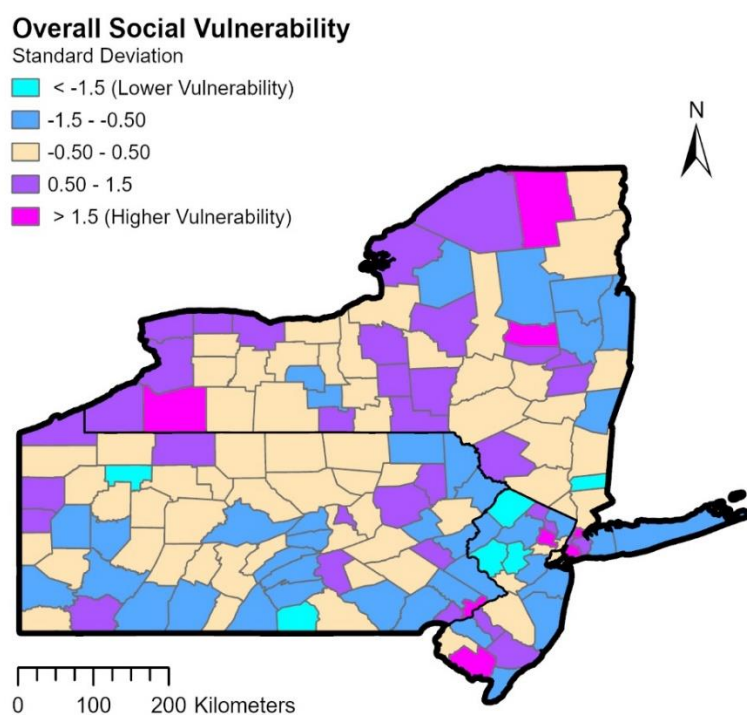 Overall Social Vulnerability
Standard Deviation
< -1.5 (Lower Vulnerability)
-1.5 - -0.50
-0.50 - 0.50
0.50 - 1.5
> 1.5 (Higher Vulnerability)
N
0 100 200 Kilometers